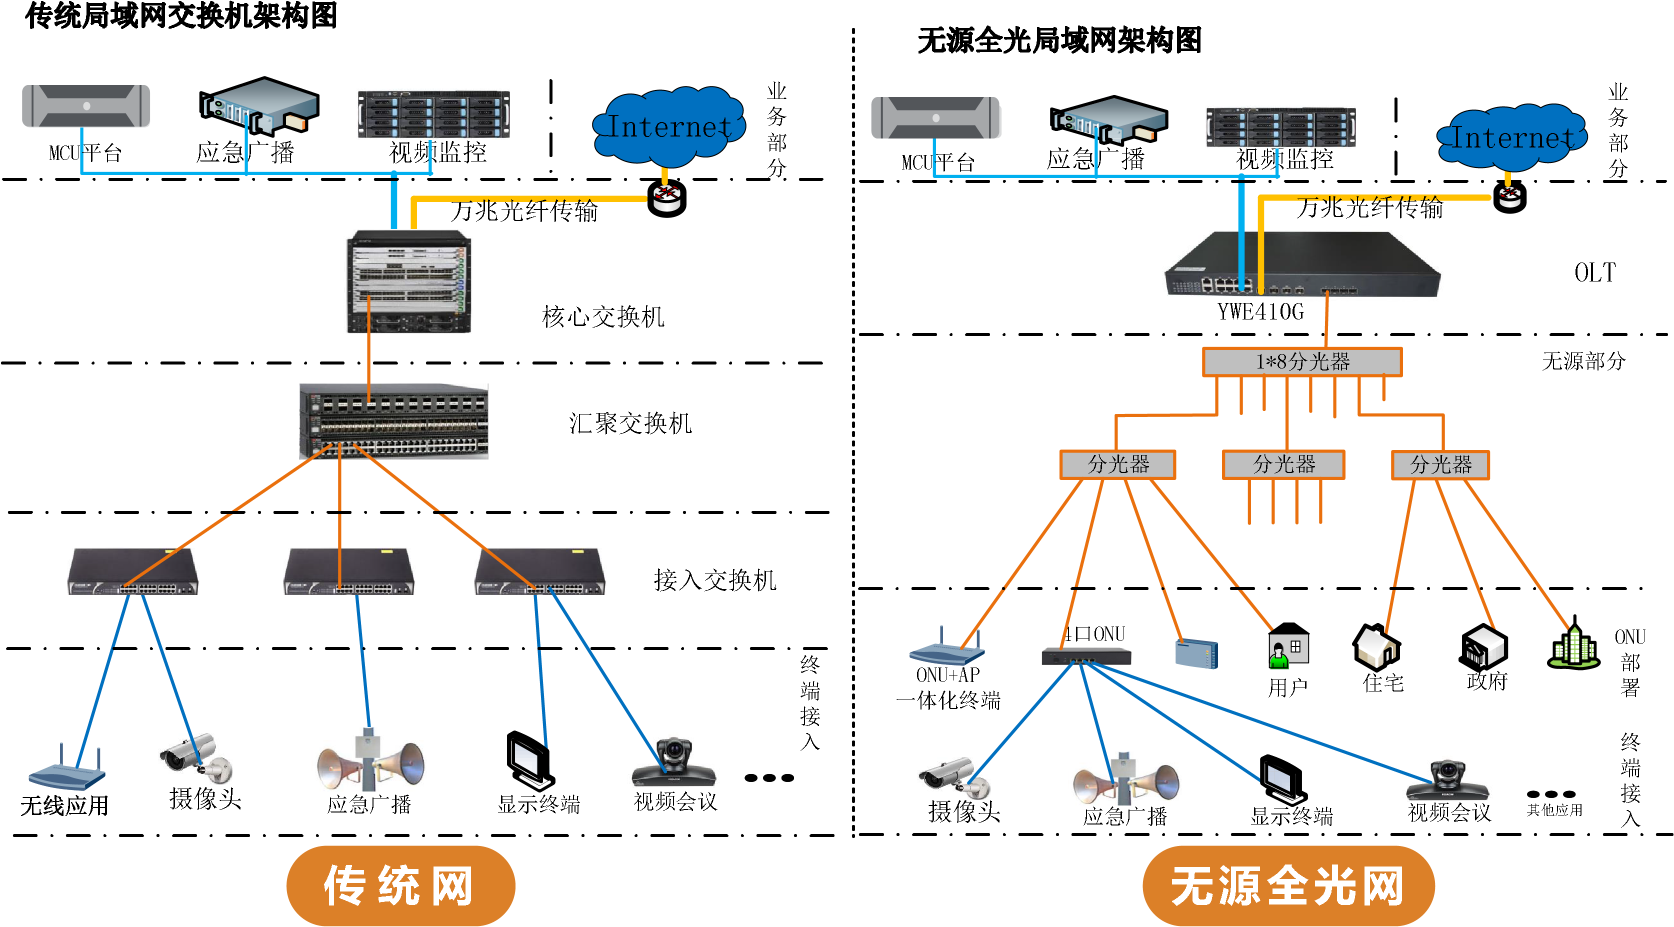 传统局域网交换机架构图
MCU平台
应急广播
视频监控
Internet
业务部分
万兆光纤传输
核心交换机
汇聚交换机
接入交换机
终端接入
无线应用
摄像头
应急广播
显示终端
视频会议
传统网
无源全光局域网架构图
MCU平台
应急广播
视频监控
Internet
业务部分
万兆光纤传输
OLT
YWE410G
1*8分光器
无源部分
分光器
分光器
分光器
4口ONU
ONU+AP
一体化终端
用户
住宅
政府
ONU部署
终端接入
摄像头
应急广播
显示终端
视频会议
其他应用
无源全光网